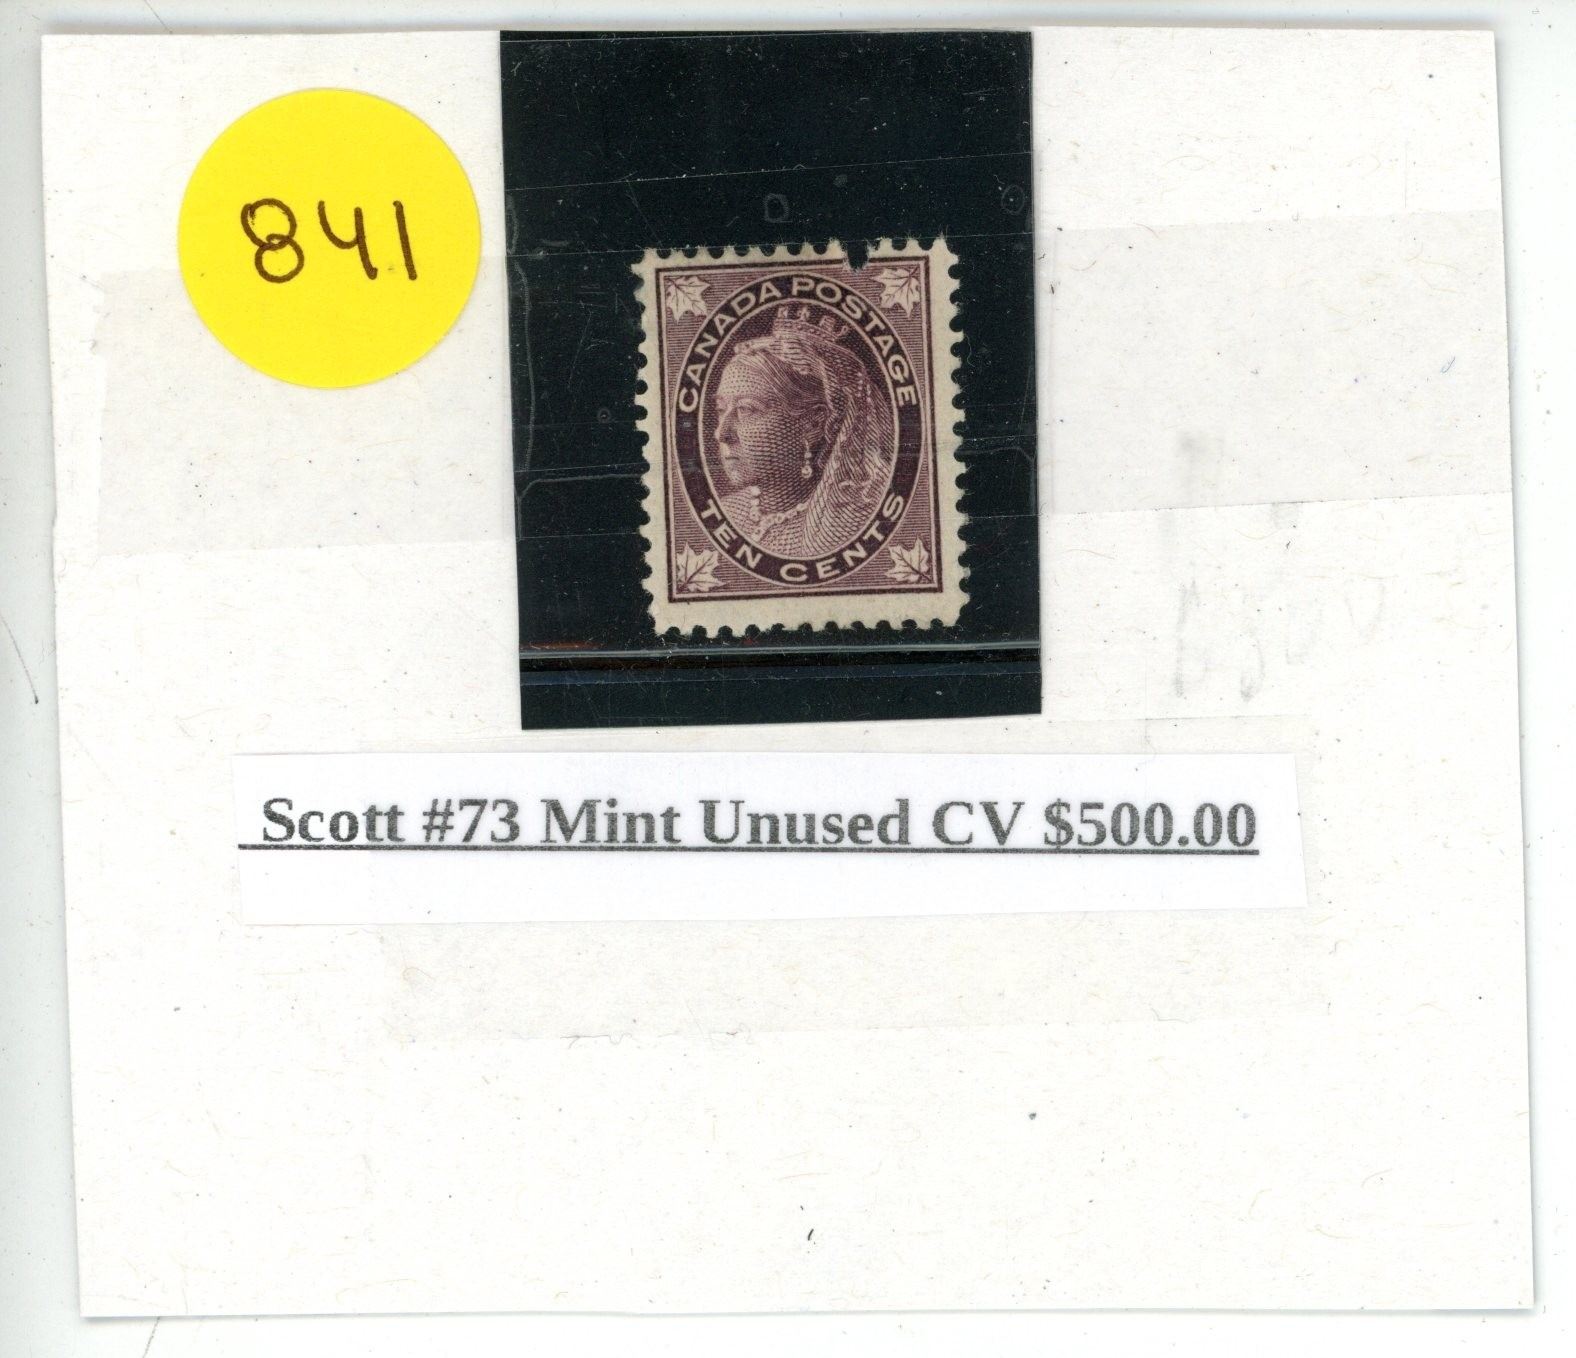 841
CANADA POSTAGE
TEN CENTS
Scott #73 Mint Unused CV $500.00